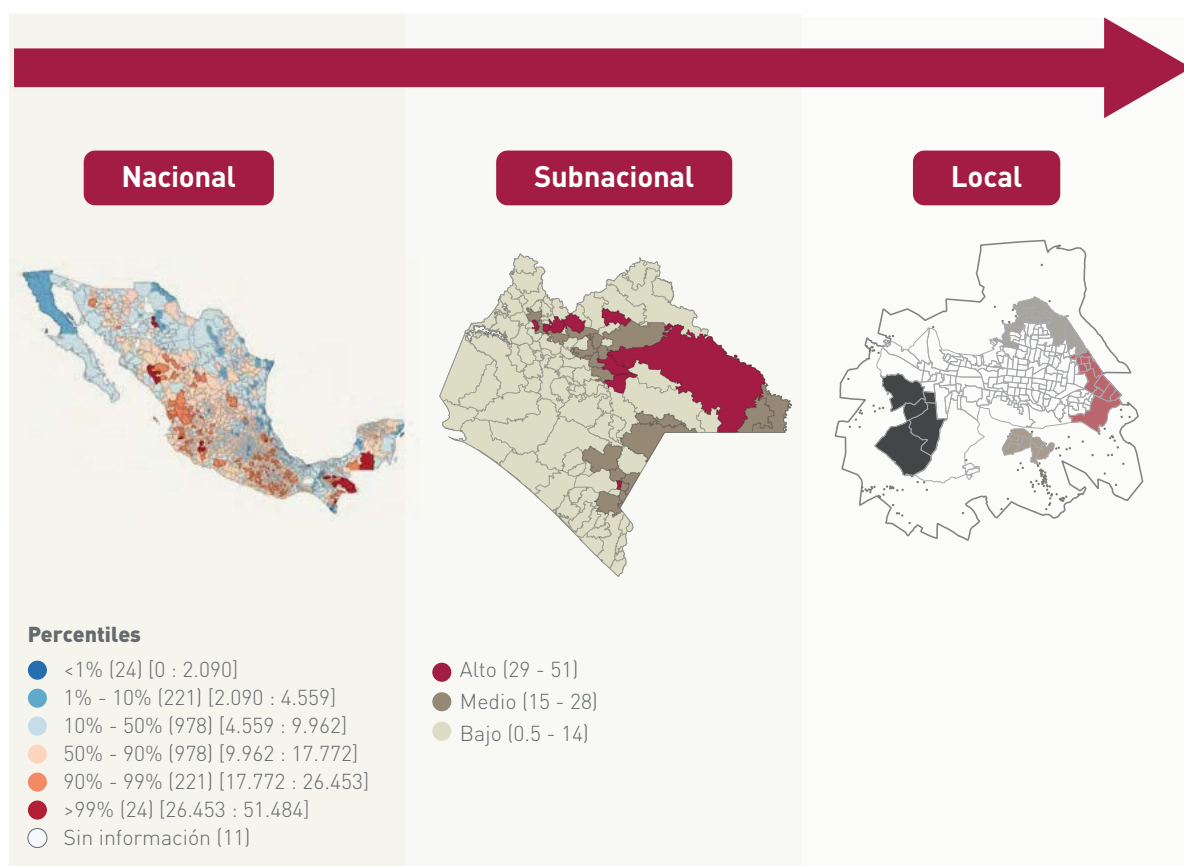 Nacional
Subnacional
Local
Percentiles
<1% (24) [0 : 2.090]
1% - 10% (221) [2.090 : 4.559]
10% - 50% (978) [4.559 : 9.962]
50% - 90% (978) [9.962 : 17.772]
90% - 99% (221) [17.772 : 26.453]
>99% (24) [26.453 : 51.484]
Sin información (11)
Alto (29 - 51)
Medio (15 - 28)
Bajo (0.5 - 14)